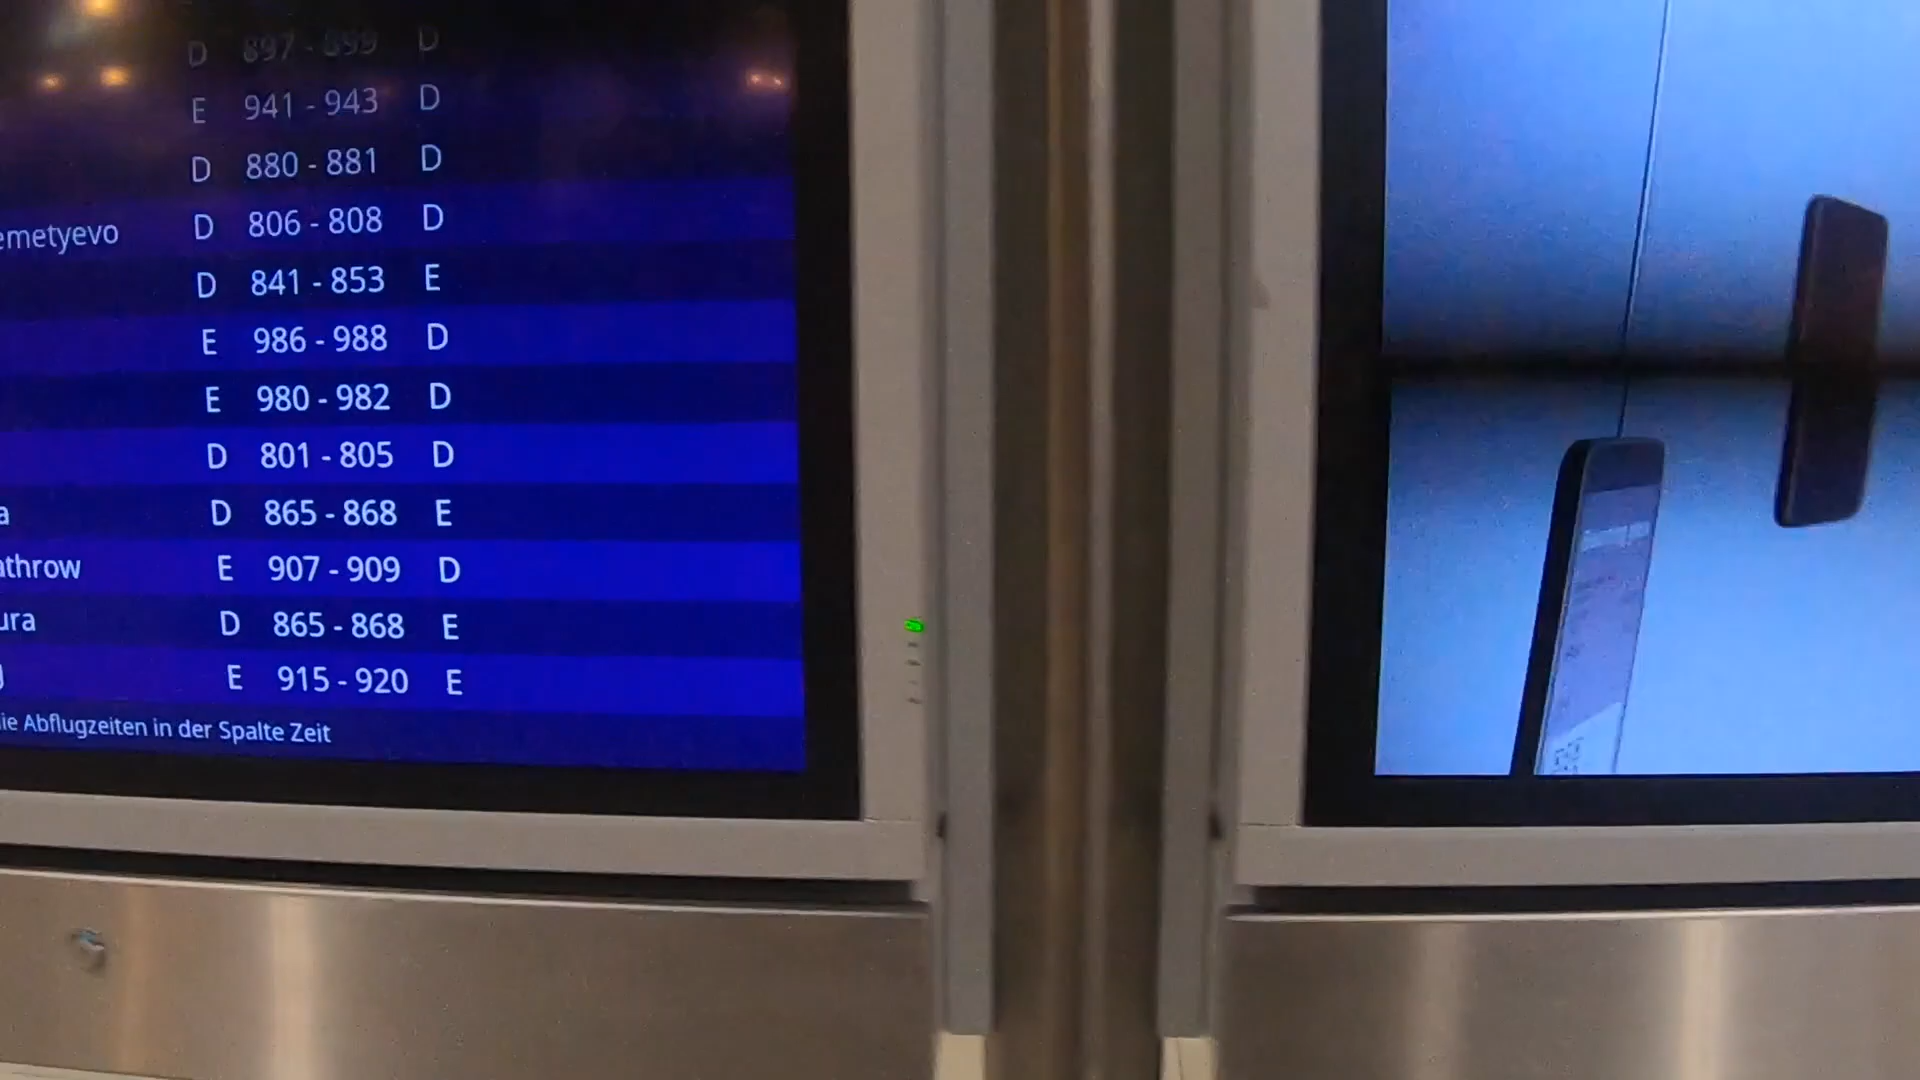 D 897 - 899 D
E 941 - 943 D
D 880 - 881 D
emetyevo D 806 - 808 D
D 841 - 853 E
E 986 - 988 D
E 980 - 982 D
D 801 - 805 D
a D 865 - 868 E
athrow E 907 - 909 D
ura D 865 - 868 E
E 915 - 920 E
ie Abflugzeiten in der Spalte Zeit